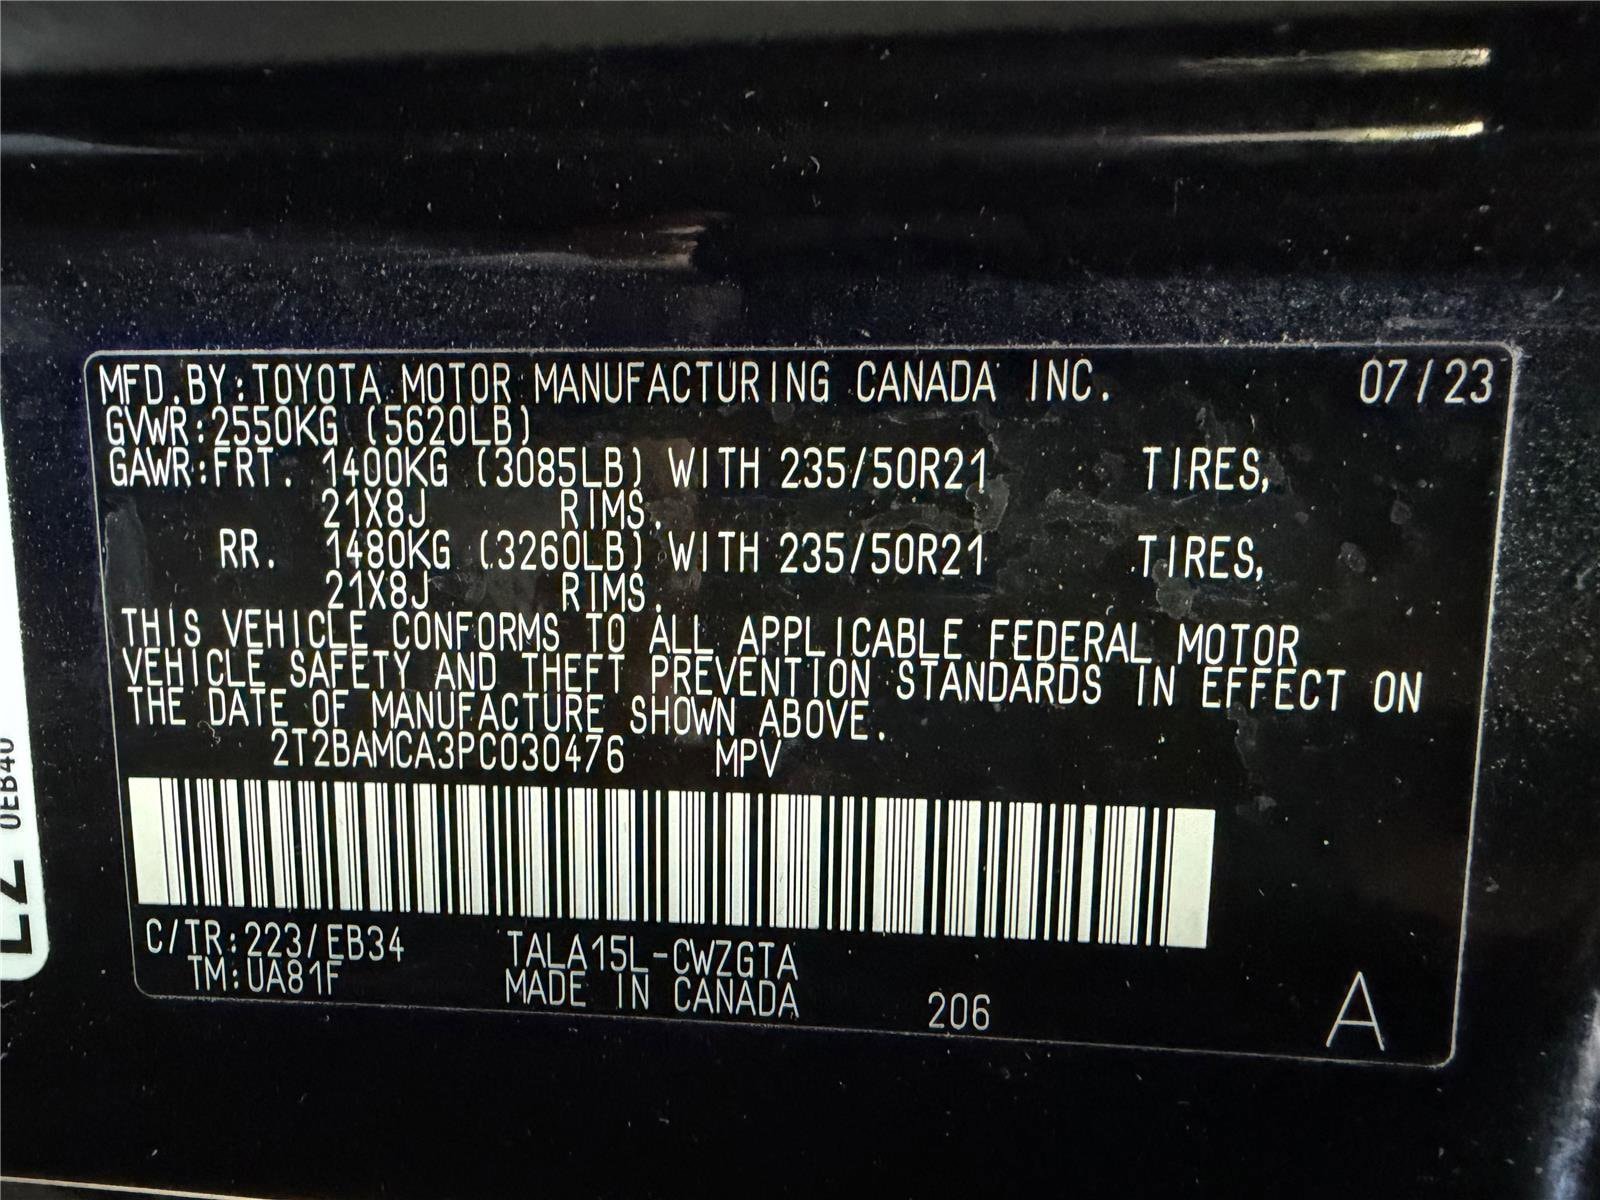 MFD.BY:TOYOTA MOTOR MANUFACTURING CANADA INC. 07/23
GVWR:2550KG (5620LB)
GAWR:FRT. 1400KG (3085LB) WITH 235/50R21 TIRES,
21X8J RIMS.
RR. 1480KG (3260LB) WITH 235/50R21 TIRES,
21X8J RIMS.
THIS VEHICLE CONFORMS TO ALL APPLICABLE FEDERAL MOTOR
VEHICLE SAFETY AND THEFT PREVENTION STANDARDS IN EFFECT ON
THE DATE OF MANUFACTURE SHOWN ABOVE.
2T2BAMCA3PC030476 MPV
C/TR:223/EB34 TALA15L-CWZGTA
TM:UA81F MADE IN CANADA 206 A